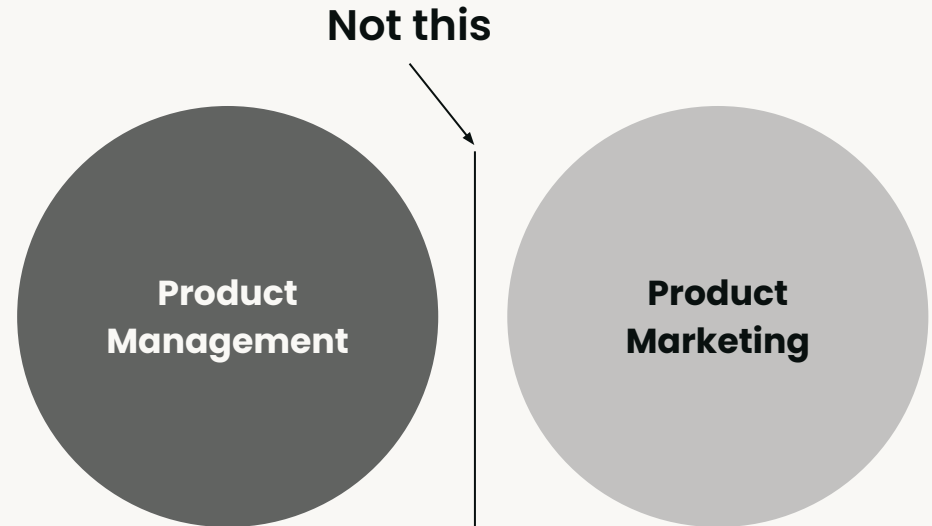 Not this
Product
Management
Product
Marketing